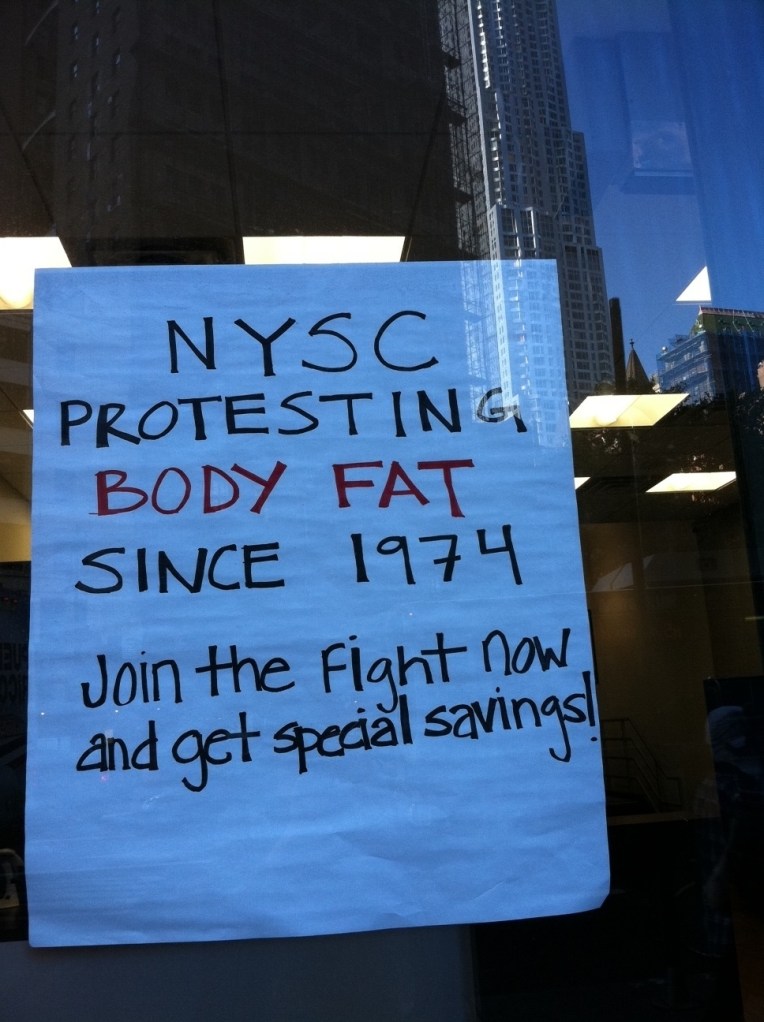 NYSC
PROTESTING
BODY FAT
SINCE 1974
Join the Fight now
and get special savings!